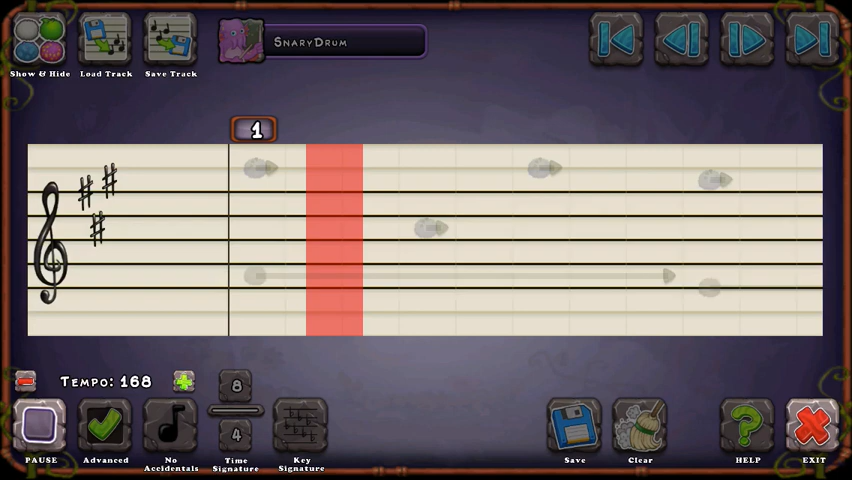 SnaryDrum
Show & Hide
Load Track
Save Track
1
Tempo: 168
8
4
PAUSE
Advanced
No
Accidentals
Time
Signature
Key
Signature
Save
Clear
HELP
EXIT